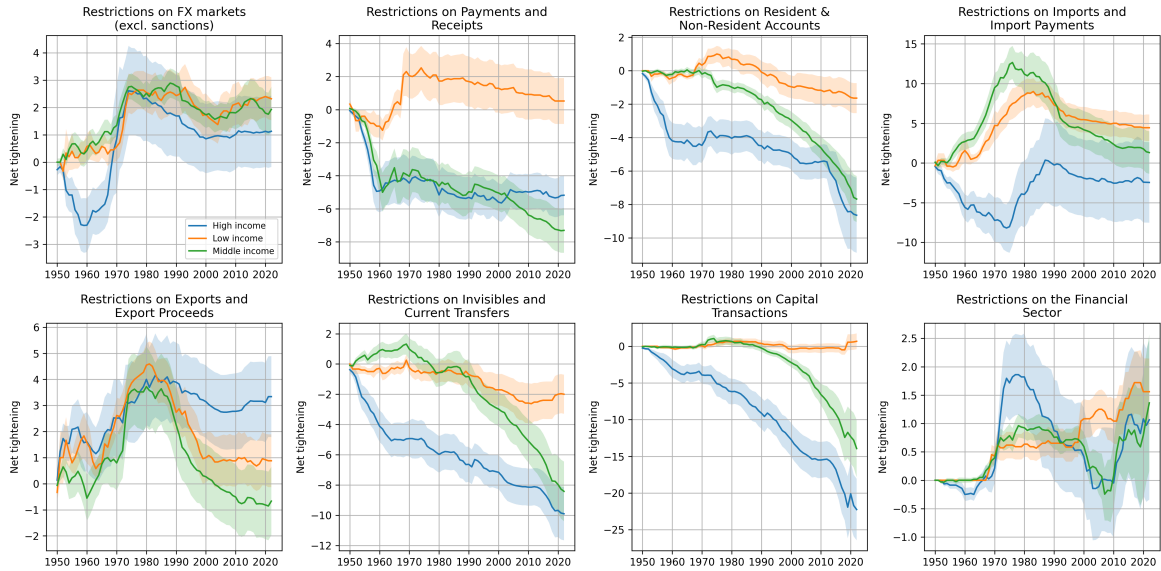 Restrictions on FX markets
(excl. sanctions)
Net tightening
4
3
2
1
0
−1
−2
−3
1950 1960 1970 1980 1990 2000 2010 2022
High income
Low income
Middle income
Restrictions on Payments and
Receipts
Net tightening
4
2
0
−2
−4
−6
−8
1950 1960 1970 1980 1990 2000 2010 2022
Restrictions on Resident &
Non-Resident Accounts
Net tightening
2
0
−2
−4
−6
−8
−10
1950 1960 1970 1980 1990 2000 2010 2022
Restrictions on Imports and
Import Payments
Net tightening
15
10
5
0
−5
−10
1950 1960 1970 1980 1990 2000 2010 2022
Restrictions on Exports and
Export Proceeds
Net tightening
6
5
4
3
2
1
0
−1
−2
1950 1960 1970 1980 1990 2000 2010 2022
Restrictions on Invisibles and
Current Transfers
Net tightening
2
0
−2
−4
−6
−8
−10
−12
1950 1960 1970 1980 1990 2000 2010 2022
Restrictions on Capital
Transactions
Net tightening
0
−5
−10
−15
−20
−25
1950 1960 1970 1980 1990 2000 2010 2022
Restrictions on the Financial
Sector
Net tightening
2.5
2.0
1.5
1.0
0.5
0.0
−0.5
−1.0
1950 1960 1970 1980 1990 2000 2010 2022